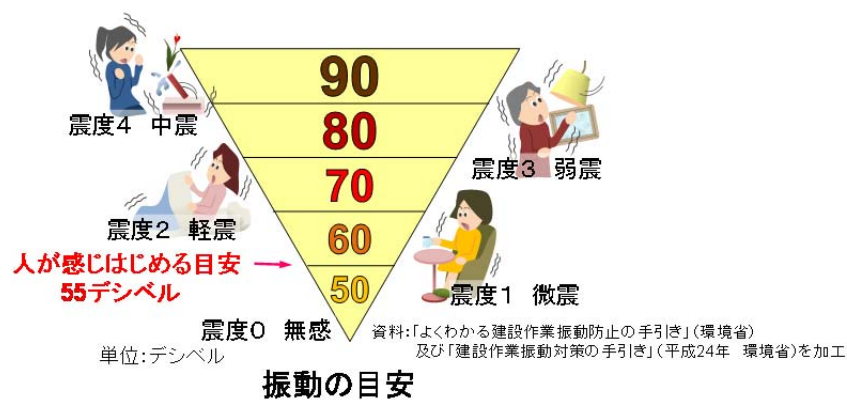 90
震度4 中震
80
震度3 弱震
70
震度2 軽震
60
人が感じはじめる目安
55デシベル
50
震度1 微震
震度0 無感
単位:デシベル
資料:「よくわかる建設作業振動防止の手引き」(環境省)
及び「建設作業振動対策の手引き」(平成24年 環境省)を加工
振動の目安